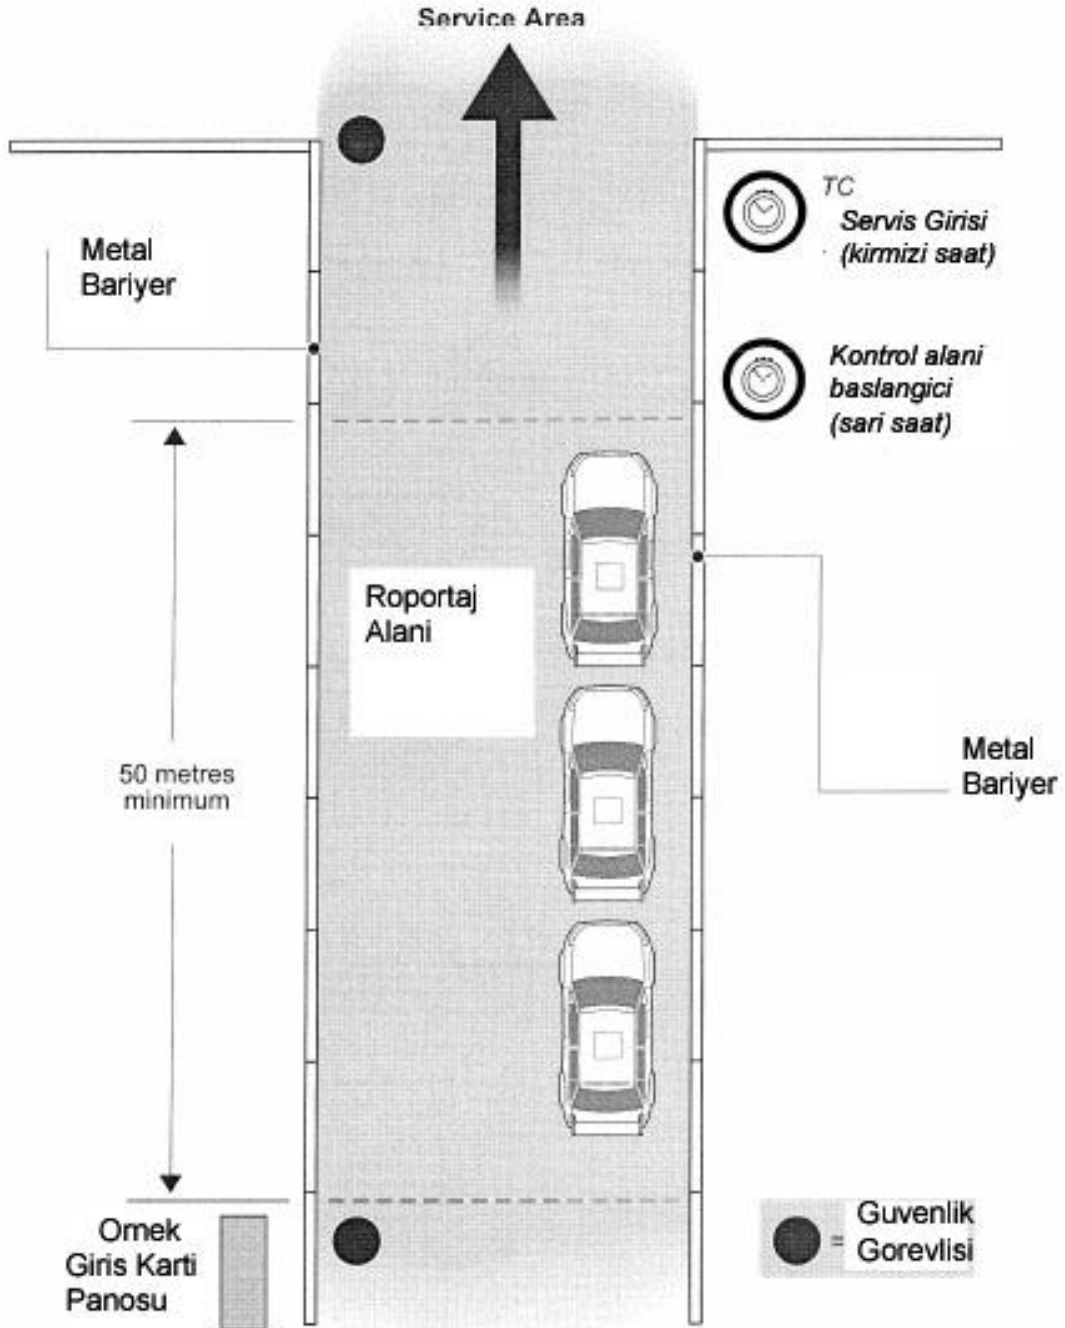 Service Area
TC
Servis Girisi
(kirmizi saat)
Metal
Bariyer
Kontrol alani
baslangici
(sari saat)
Roportaj
Alani
50 metres
minimum
Metal
Bariyer
Ornek
Giris Karti
Panosu
= Guvenlik
Gorevlisi